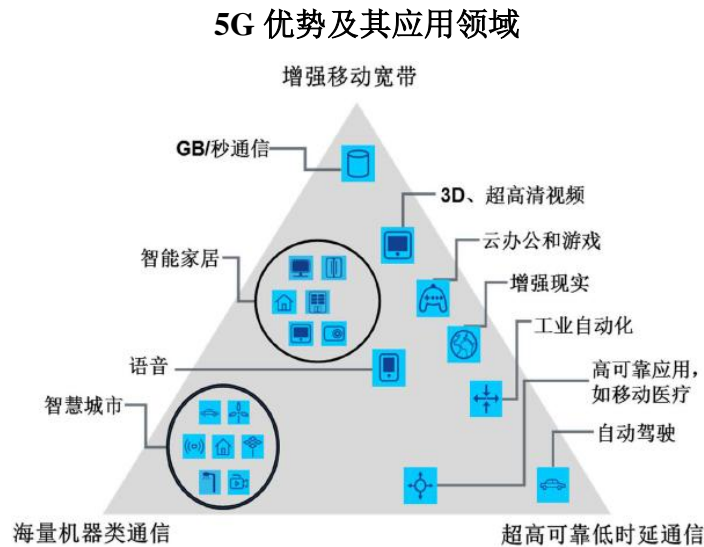 5G 优势及其应用领域
增强移动宽带
GB/秒通信
3D、超高清视频
云办公和游戏
智能家居
增强现实
工业自动化
语音
高可靠应用，
如移动医疗
智慧城市
自动驾驶
海量机器类通信
超高可靠低时延通信